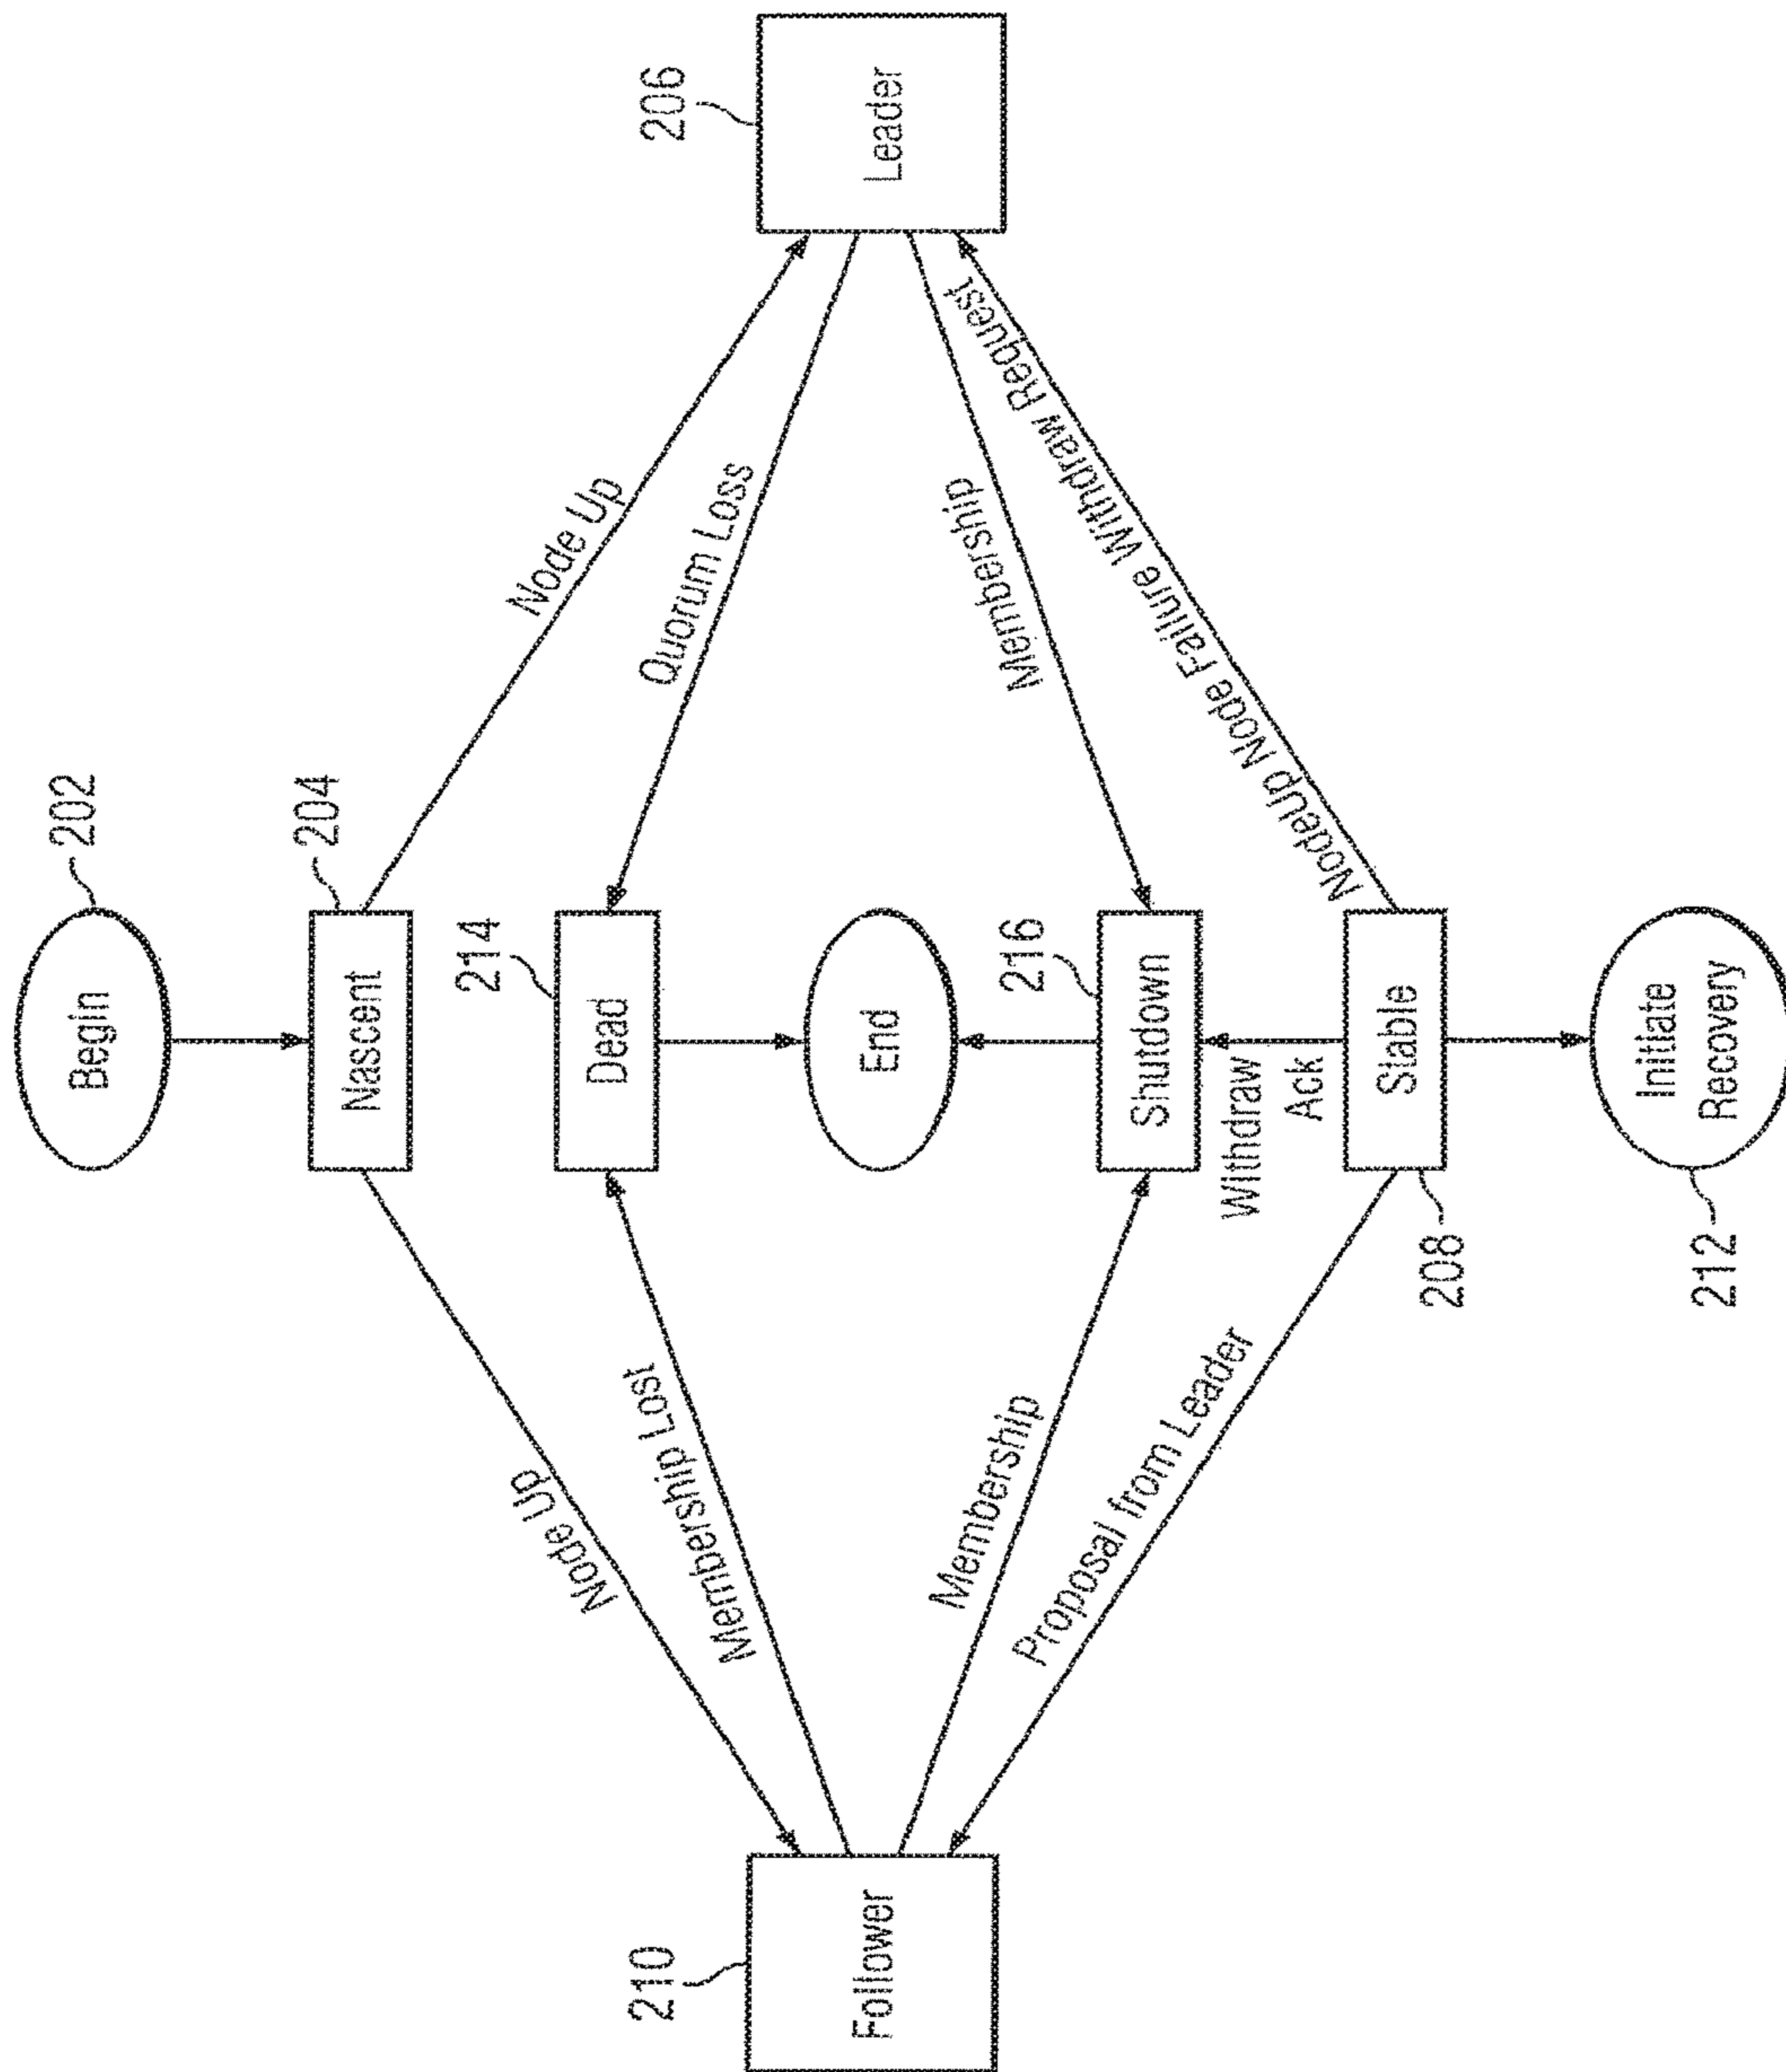 Begin
202
Nascent
204
Node Up
Node Up
Follower
210
Leader
206
Dead
214
Membership Lost
Quorum Loss
End
Membership
Membership
Shutdown
216
Withdraw
Ack
Proposal from Leader
NodeUp Node Failure Withdraw Request
Stable
208
Initiate
Recovery
212